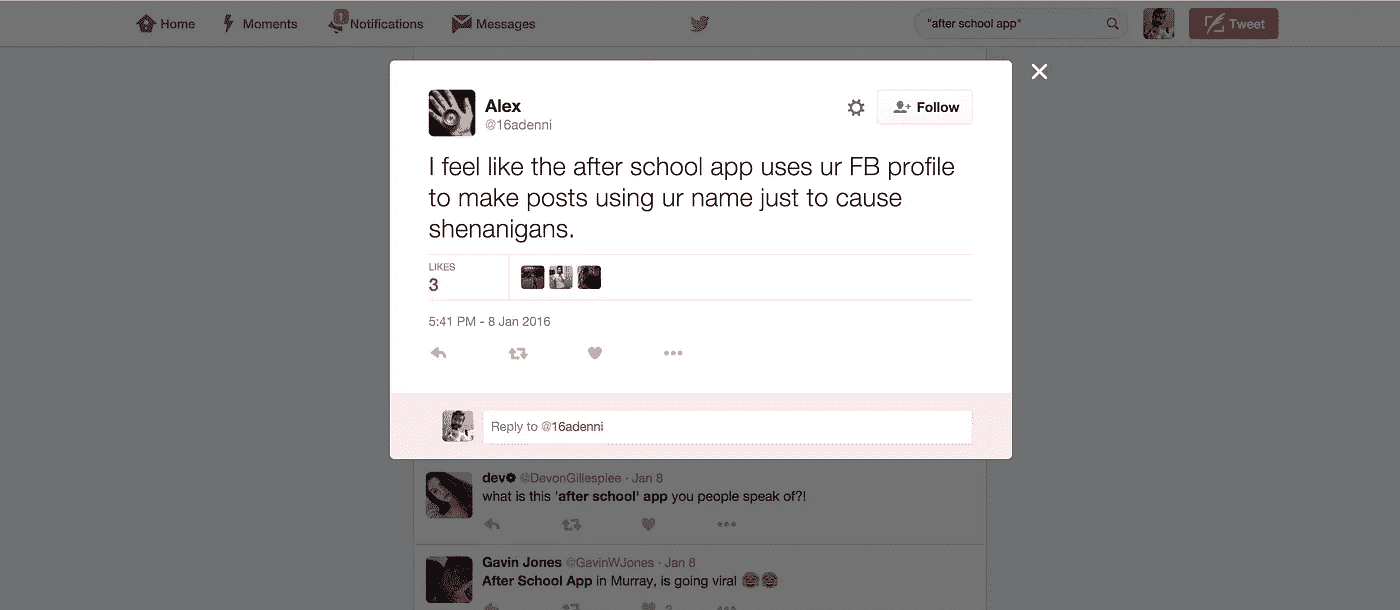 Home Moments 1 Notifications Messages "after school app" Tweet
Alex
@16adenni
Follow
I feel like the after school app uses ur FB profile
to make posts using ur name just to cause
shenanigans.
LIKES
3
5:41 PM - 8 Jan 2016
Reply to @16adenni
dev @DevonGillespiee · Jan 8
what is this 'after school' app you people speak of?!
Gavin Jones @GavinWJones · Jan 8
After School App in Murray, is going viral 😂😂
2